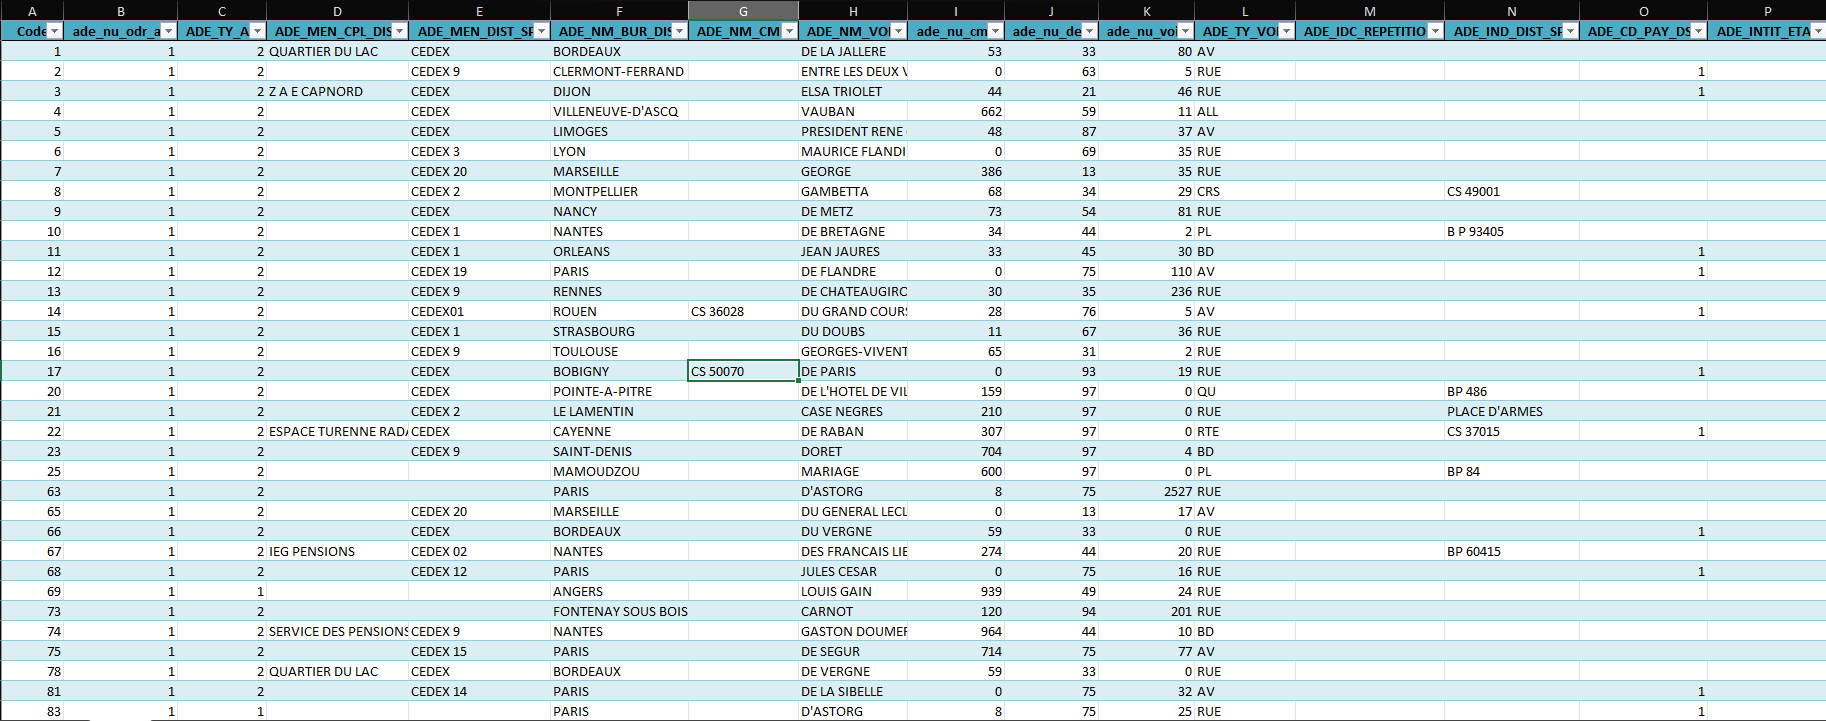 A B C D E F G H I J K L M N O P
Code ade_nu_odr_a ADE_TY_A ADE_MEN_CPL_DIS ADE_MEN_DIST_SP ADE_NM_BUR_DIS ADE_NM_CM ADE_NM_VOI ade_nu_cm ade_nu_de ade_nu_voi ADE_TY_VOI ADE_IDC_REPETITIO ADE_IND_DIST_SP ADE_CD_PAY_DS ADE_INTIT_ETA
1 1 2 QUARTIER DU LAC CEDEX BORDEAUX DE LA JALLERE 53 33 80 AV
2 1 2 CEDEX 9 CLERMONT-FERRAND ENTRE LES DEUX V 0 63 5 RUE 1
3 1 2 Z A E CAPNORD CEDEX DIJON ELSA TRIOLET 44 21 46 RUE 1
4 1 2 CEDEX VILLENEUVE-D'ASCQ VAUBAN 662 59 11 ALL
5 1 2 CEDEX LIMOGES PRESIDENT RENE 48 87 37 AV
6 1 2 CEDEX 3 LYON MAURICE FLANDI 0 69 35 RUE
7 1 2 CEDEX 20 MARSEILLE GEORGE 386 13 35 RUE
8 1 2 CEDEX 2 MONTPELLIER GAMBETTA 68 34 29 CRS CS 49001
9 1 2 CEDEX NANCY DE METZ 73 54 81 RUE
10 1 2 CEDEX 1 NANTES DE BRETAGNE 34 44 2 PL B P 93405
11 1 2 CEDEX 1 ORLEANS JEAN JAURES 33 45 30 BD 1
12 1 2 CEDEX 19 PARIS DE FLANDRE 0 75 110 AV 1
13 1 2 CEDEX 9 RENNES DE CHATEAUGIRO 30 35 236 RUE
14 1 2 CEDEX01 ROUEN CS 36028 DU GRAND COURS 28 76 5 AV 1
15 1 2 CEDEX 1 STRASBOURG DU DOUBS 11 67 36 RUE
16 1 2 CEDEX 9 TOULOUSE GEORGES-VIVENT 65 31 2 RUE
17 1 2 CEDEX BOBIGNY CS 50070 DE PARIS 0 93 19 RUE 1
20 1 2 CEDEX POINTE-A-PITRE DE L'HOTEL DE VIL 159 97 0 QU BP 486
21 1 2 CEDEX 2 LE LAMENTIN CASE NEGRES 210 97 0 RUE PLACE D'ARMES
22 1 2 ESPACE TURENNE RADA CEDEX CAYENNE DE RABAN 307 97 0 RTE CS 37015 1
23 1 2 CEDEX 9 SAINT-DENIS DORET 704 97 4 BD
25 1 2 MAMOUDZOU MARIAGE 600 97 0 PL BP 84
63 1 2 PARIS D'ASTORG 8 75 2527 RUE
65 1 2 CEDEX 20 MARSEILLE DU GENERAL LECL 0 13 17 AV
66 1 2 CEDEX BORDEAUX DU VERGNE 59 33 0 RUE 1
67 1 2 IEG PENSIONS CEDEX 02 NANTES DES FRANCAIS LIB 274 44 20 RUE BP 60415
68 1 2 CEDEX 12 PARIS JULES CESAR 0 75 16 RUE 1
69 1 1 ANGERS LOUIS GAIN 939 49 24 RUE
73 1 2 FONTENAY SOUS BOIS CARNOT 120 94 201 RUE
74 1 2 SERVICE DES PENSIONS CEDEX 9 NANTES GASTON DOUMER 964 44 10 BD
75 1 2 CEDEX 15 PARIS DE SEGUR 714 75 77 AV
78 1 2 QUARTIER DU LAC CEDEX BORDEAUX DE VERGNE 59 33 0 RUE
81 1 2 CEDEX 14 PARIS DE LA SIBELLE 0 75 32 AV 1
83 1 1 PARIS D'ASTORG 8 75 25 RUE 1